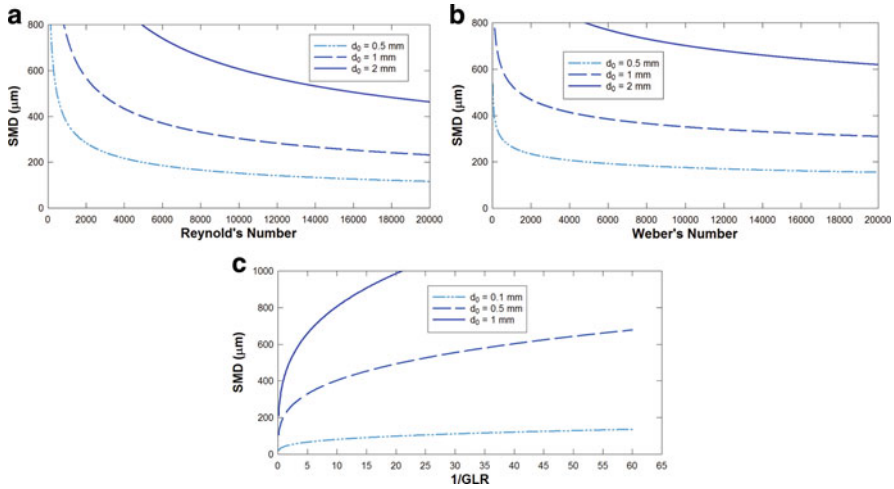 a
800
600
400
200
0
SMD (μm)
d0 = 0.5 mm
d0 = 1 mm
d0 = 2 mm
0 2000 4000 6000 8000 10000 12000 14000 16000 18000 20000
Reynold's Number
b
800
600
400
200
0
SMD (μm)
d0 = 0.5 mm
d0 = 1 mm
d0 = 2 mm
0 2000 4000 6000 8000 10000 12000 14000 16000 18000 20000
Weber's Number
c
1000
800
600
400
200
0
SMD (μm)
d0 = 0.1 mm
d0 = 0.5 mm
d0 = 1 mm
0 5 10 15 20 25 30 35 40 45 50 55 60 65
1/GLR